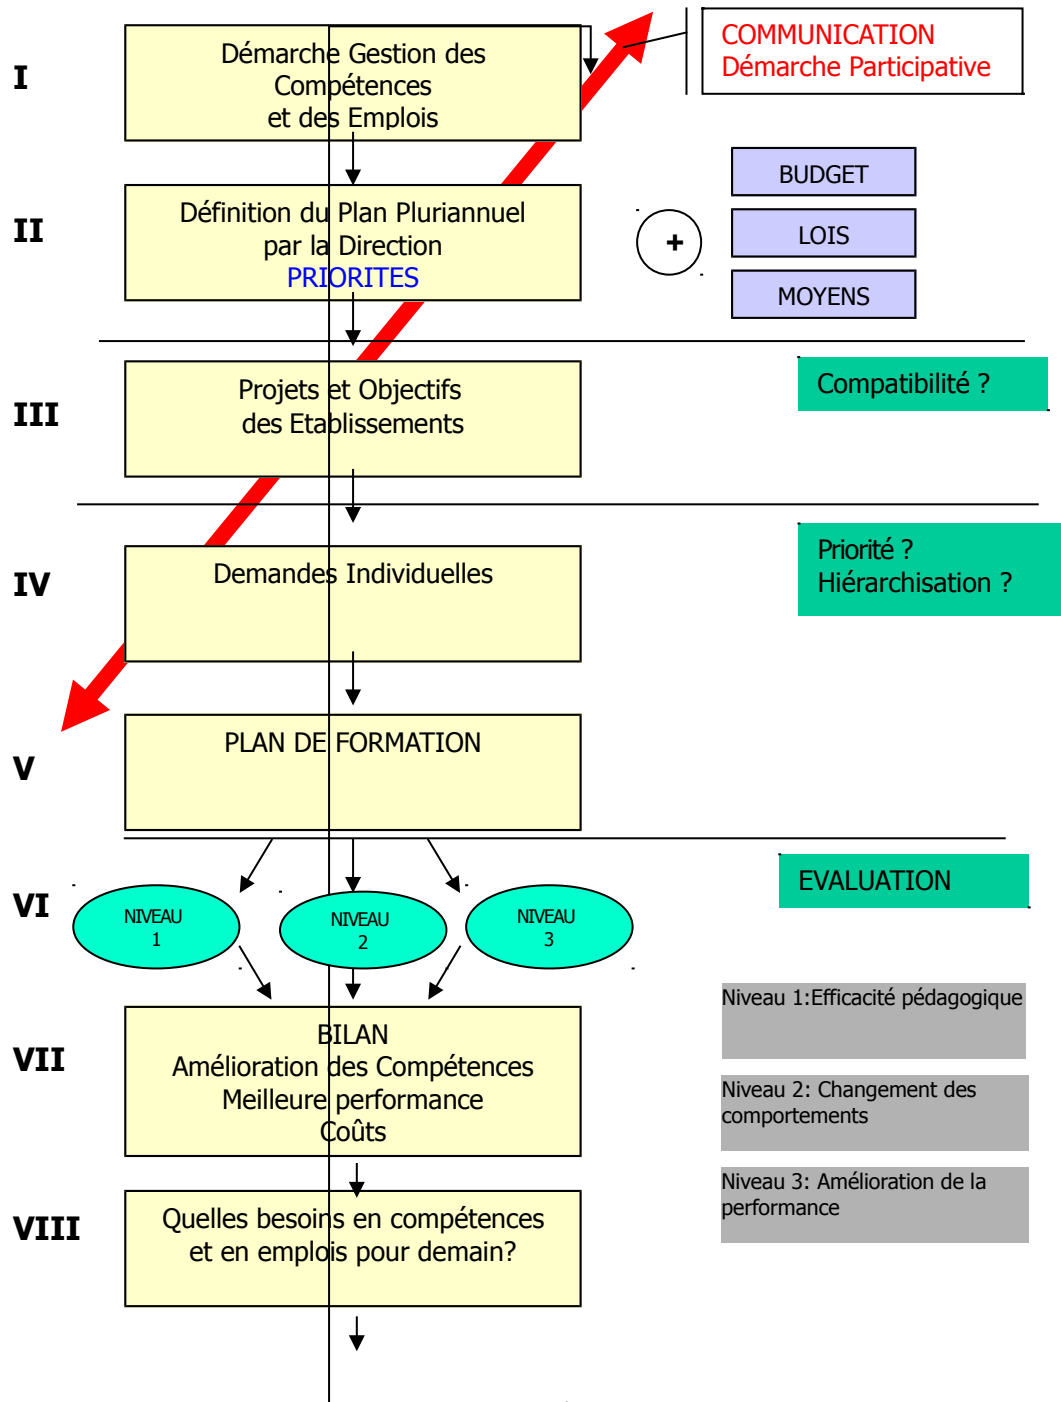 I
Démarche Gestion des
Compétences
et des Emplois
COMMUNICATION
Démarche Participative
II
Définition du Plan Pluriannuel
par la Direction
PRIORITES
+
BUDGET
LOIS
MOYENS
III
Projets et Objectifs
des Etablissements
Compatibilité ?
IV
Demandes Individuelles
Priorité ?
Hiérarchisation ?
V
PLAN DE FORMATION
VI
NIVEAU
1
NIVEAU
2
NIVEAU
3
EVALUATION
VII
BILAN
Amélioration des Compétences
Meilleure performance
Coûts
Niveau 1:Efficacité pédagogique
Niveau 2: Changement des
comportements
Niveau 3: Amélioration de la
performance
VIII
Quelles besoins en compétences
et en emplois pour demain?